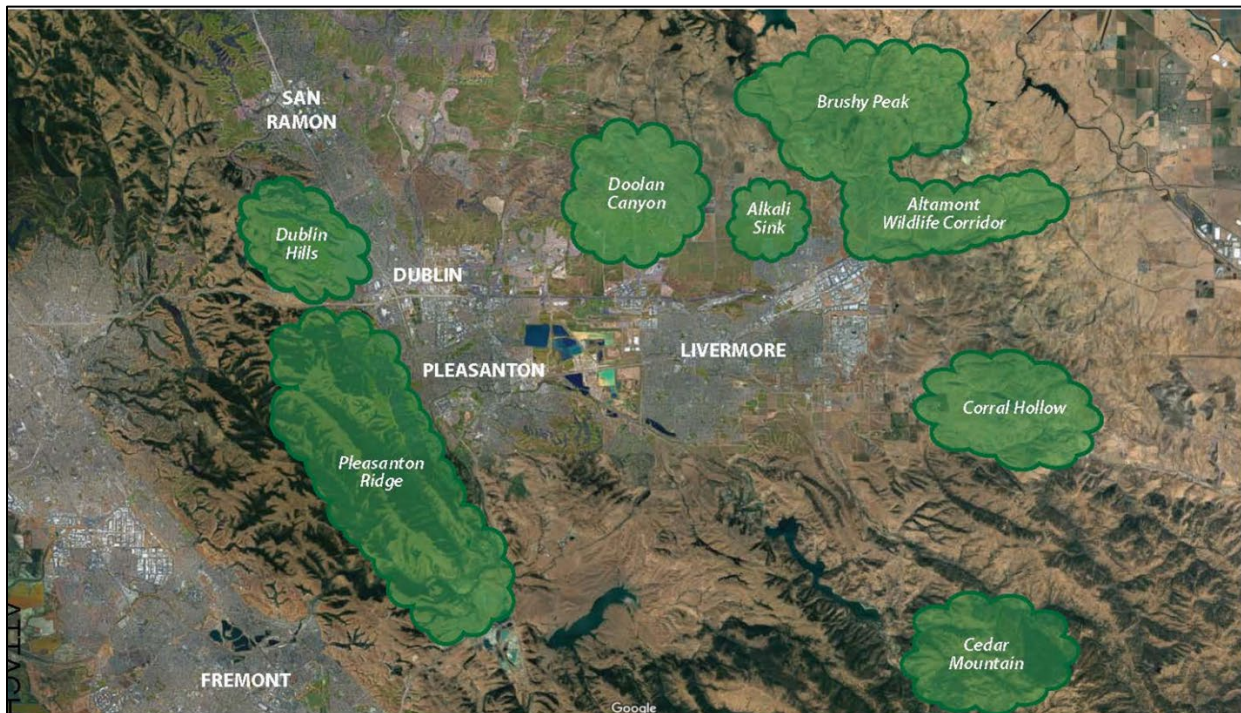 SAN
RAMON
Brushy Peak
Doolan
Canyon
Alkali
Sink
Altamont
Wildlife Corridor
Dublin
Hills
DUBLIN
PLEASANTON
LIVERMORE
Corral Hollow
Pleasanton
Ridge
Cedar
Mountain
FREMONT
Google